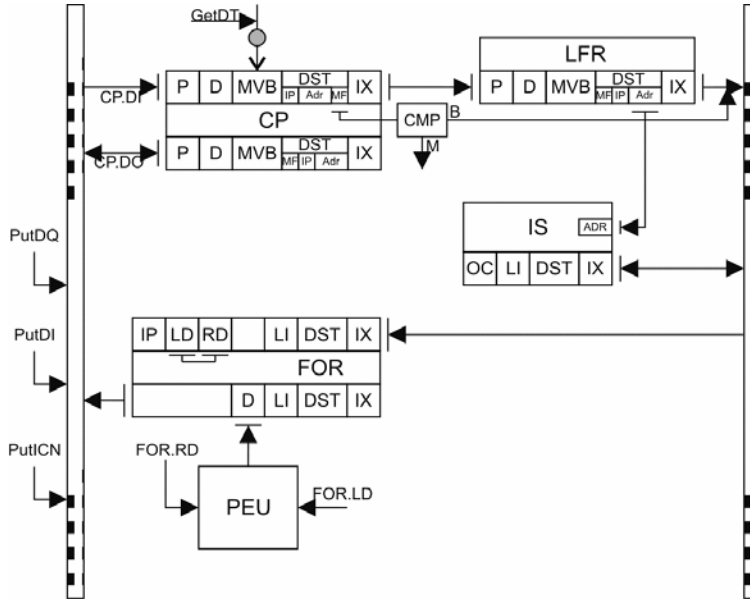 GetDT
LFR
CP.DI
P D MVB DST IX
IP Adr MF
P D MVB DST IX
MF IP Adr
CP
CMP
B
M
CP.DO
P D MVB DST IX
MF IP Adr
IS
ADR
PutDQ
OC LI DST IX
PutDI
IP LD RD LI DST IX
FOR
D LI DST IX
PutICN
FOR.RD
FOR.LD
PEU